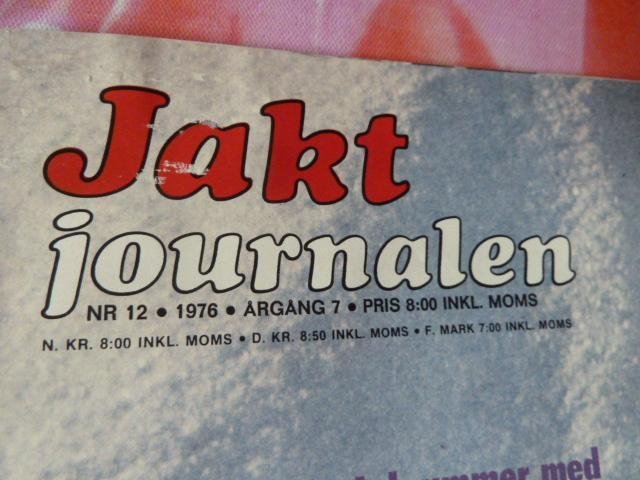 Jakt
journalen
NR 12 • 1976 • ÅRGÅNG 7 • PRIS 8:00 INKL. MOMS
N. KR. 8:00 INKL. MOMS • D. KR. 8:50 INKL. MOMS • F. MARK 7:00 INKL. MOMS
med